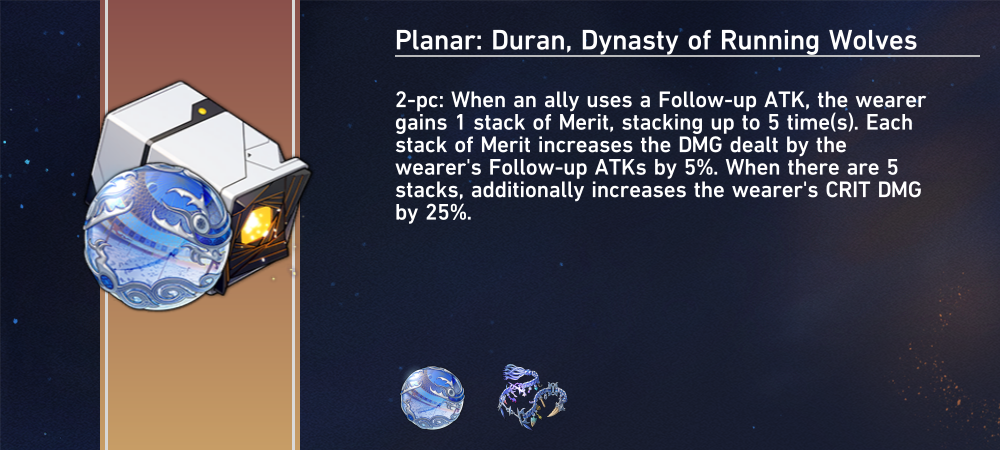 Planar: Duran, Dynasty of Running Wolves
2-pc: When an ally uses a Follow-up ATK, the wearer
gains 1 stack of Merit, stacking up to 5 time(s). Each
stack of Merit increases the DMG dealt by the
wearer's Follow-up ATKs by 5%. When there are 5
stacks, additionally increases the wearer's CRIT DMG
by 25%.